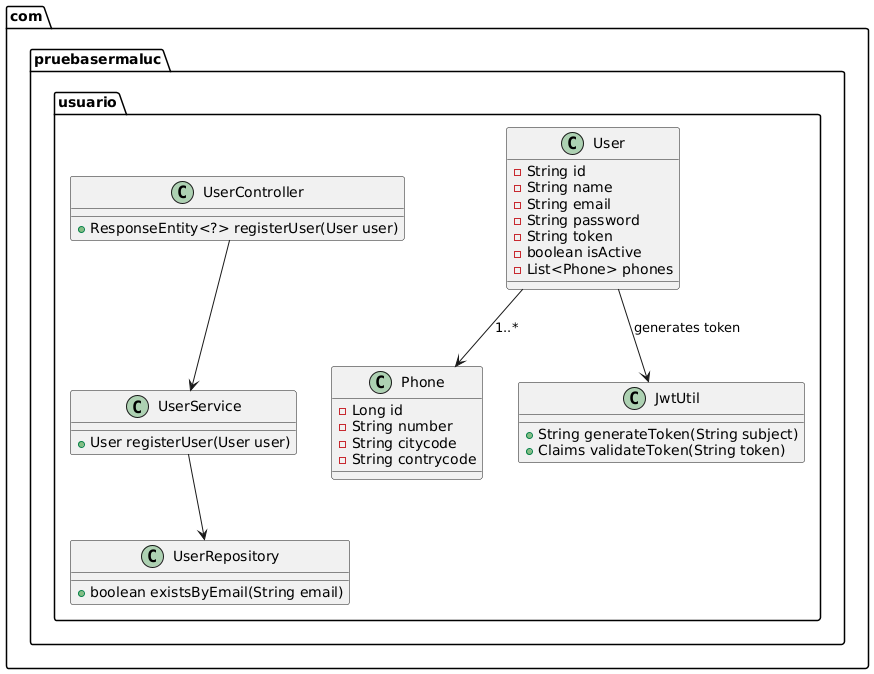 com
pruebasermaluc
usuario
C User
String id
String name
String email
String password
String token
boolean isActive
List<Phone> phones
C UserController
ResponseEntity<?> registerUser(User user)
1..*
generates token
C Phone
Long id
String number
String citycode
String contrycode
C JwtUtil
String generateToken(String subject)
Claims validateToken(String token)
C UserService
User registerUser(User user)
C UserRepository
boolean existsByEmail(String email)